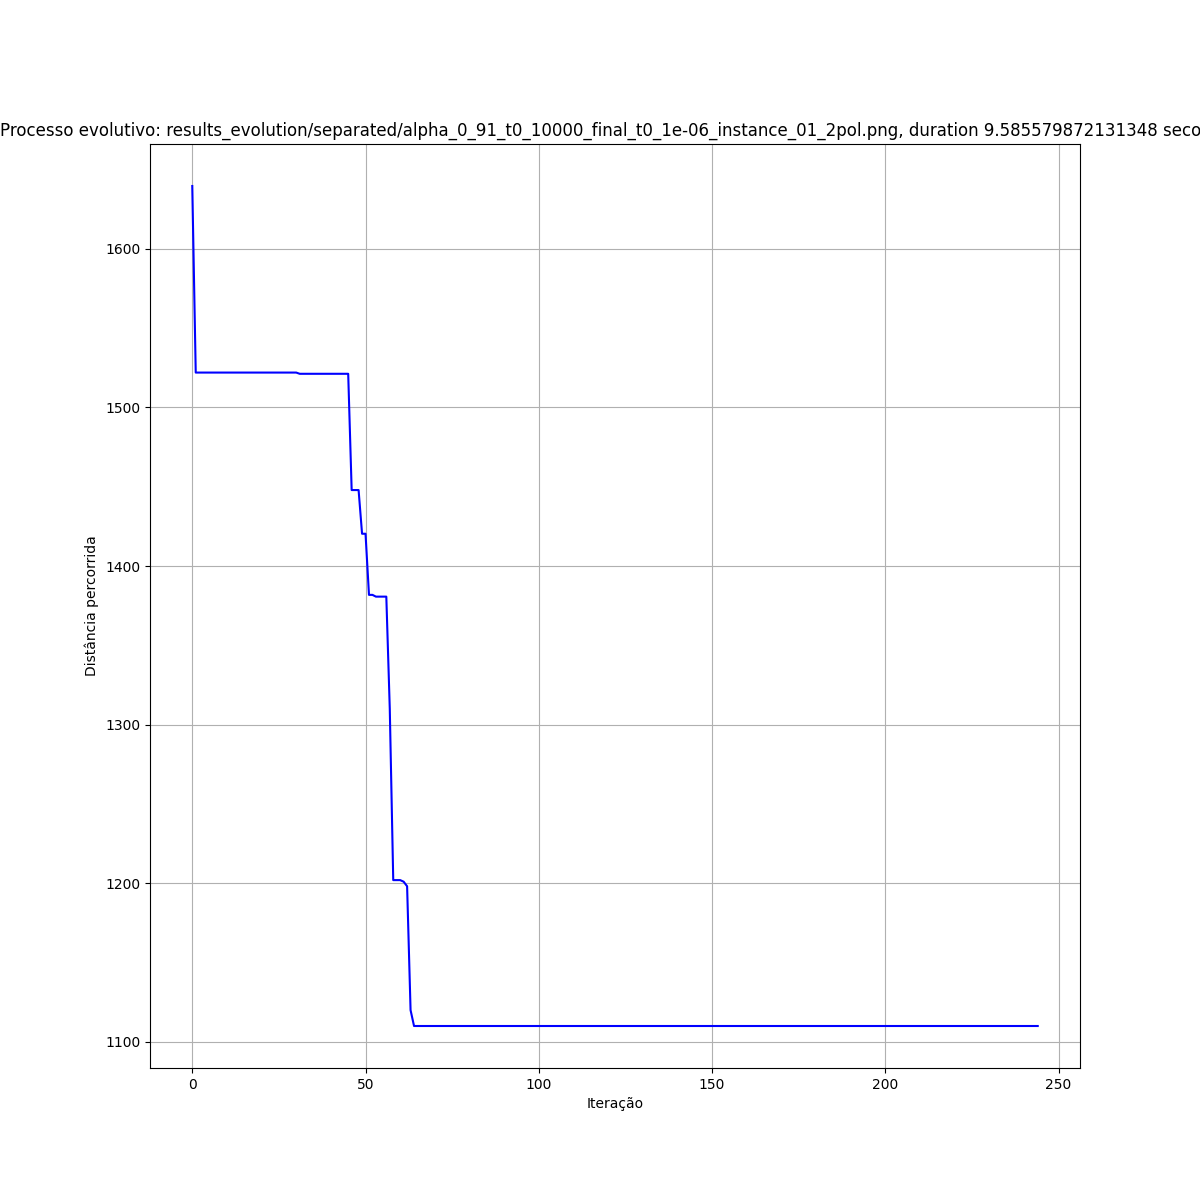 Processo evolutivo: results_evolution/separated/alpha_0_91_t0_10000_final_t0_1e-06_instance_01_2pol.png, duration 9.585579872131348 seco
1600
1500
1400
1300
1200
1100
Distância percorrida
0 50 100 150 200 250
Iteração